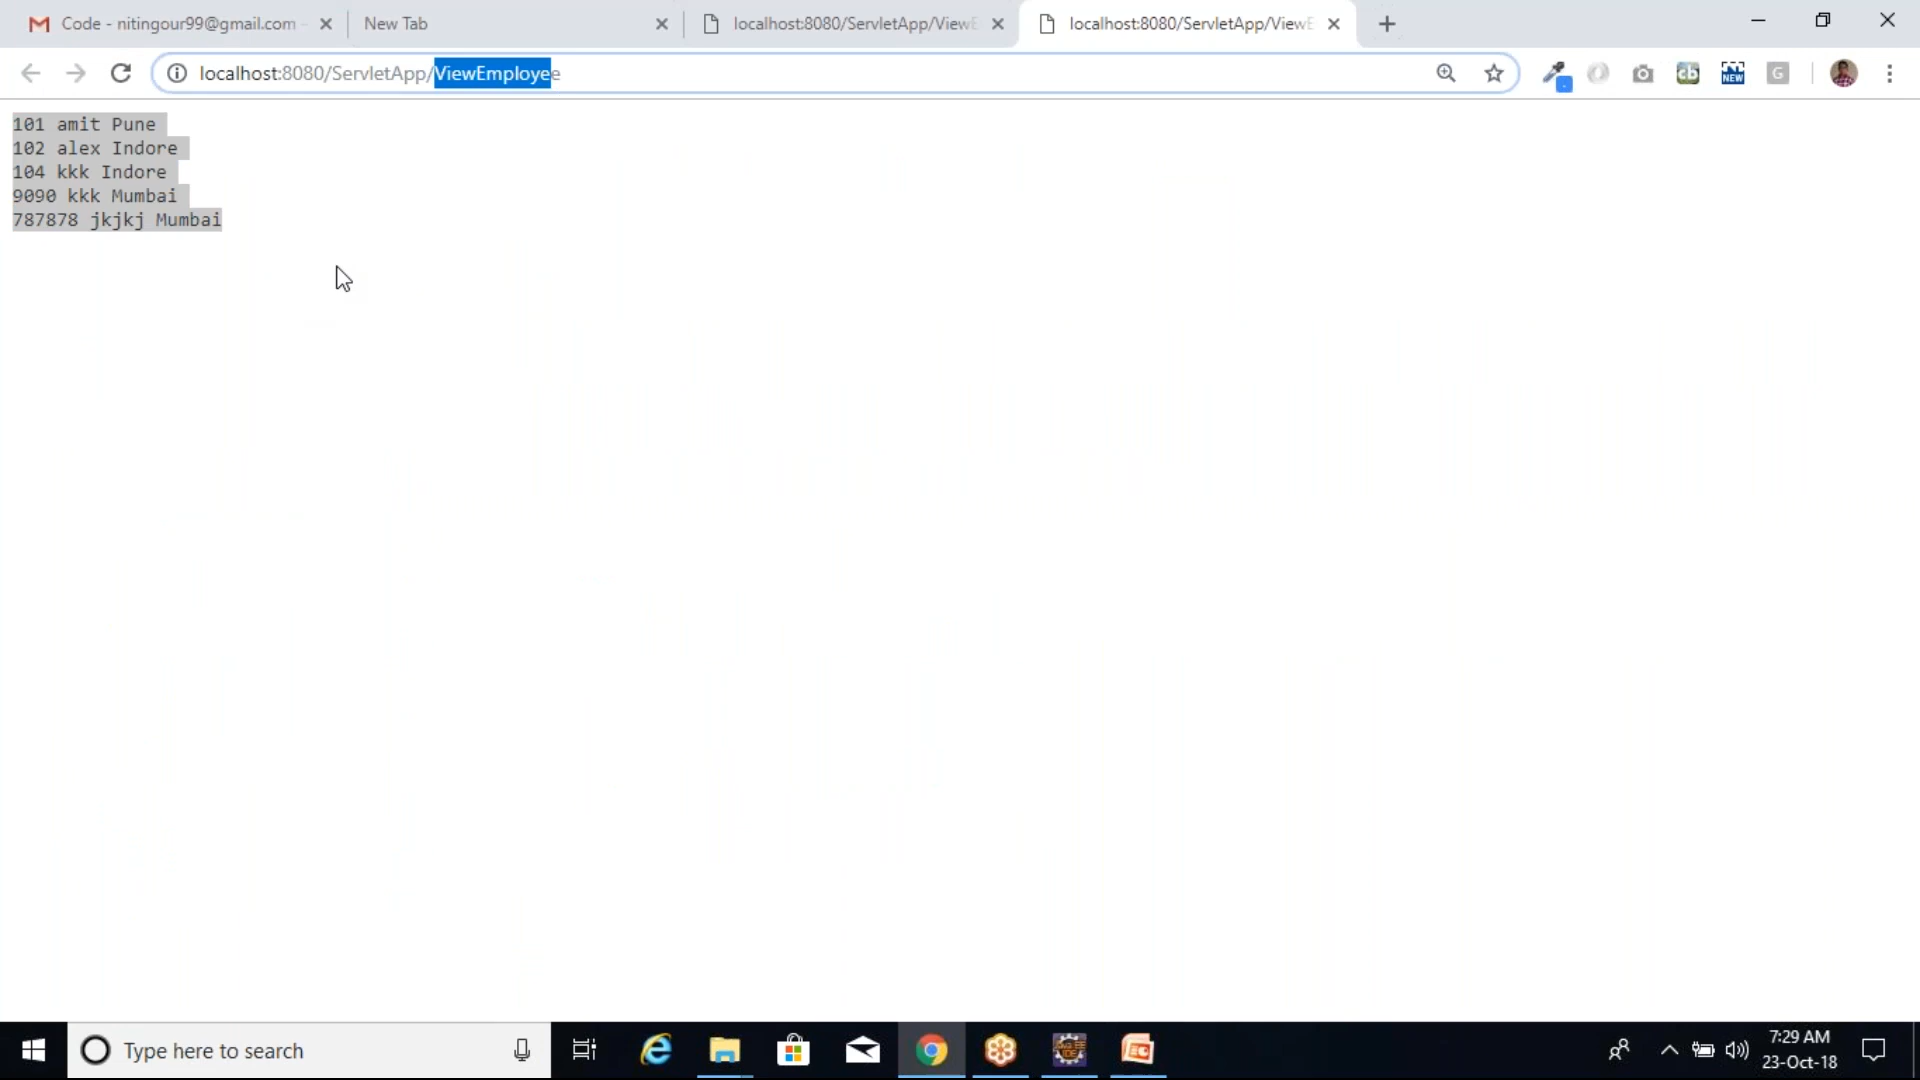 Code - nitingour99@gmail.com -
New Tab
localhost:8080/ServletApp/ViewE
localhost:8080/ServletApp/ViewE
localhost:8080/ServletApp/ViewEmployee
cb
NEW
G
101 amit Pune
102 alex Indore
104 kkk Indore
9090 kkk Mumbai
787878 jkjkj Mumbai
Type here to search
7:29 AM
23-Oct-18